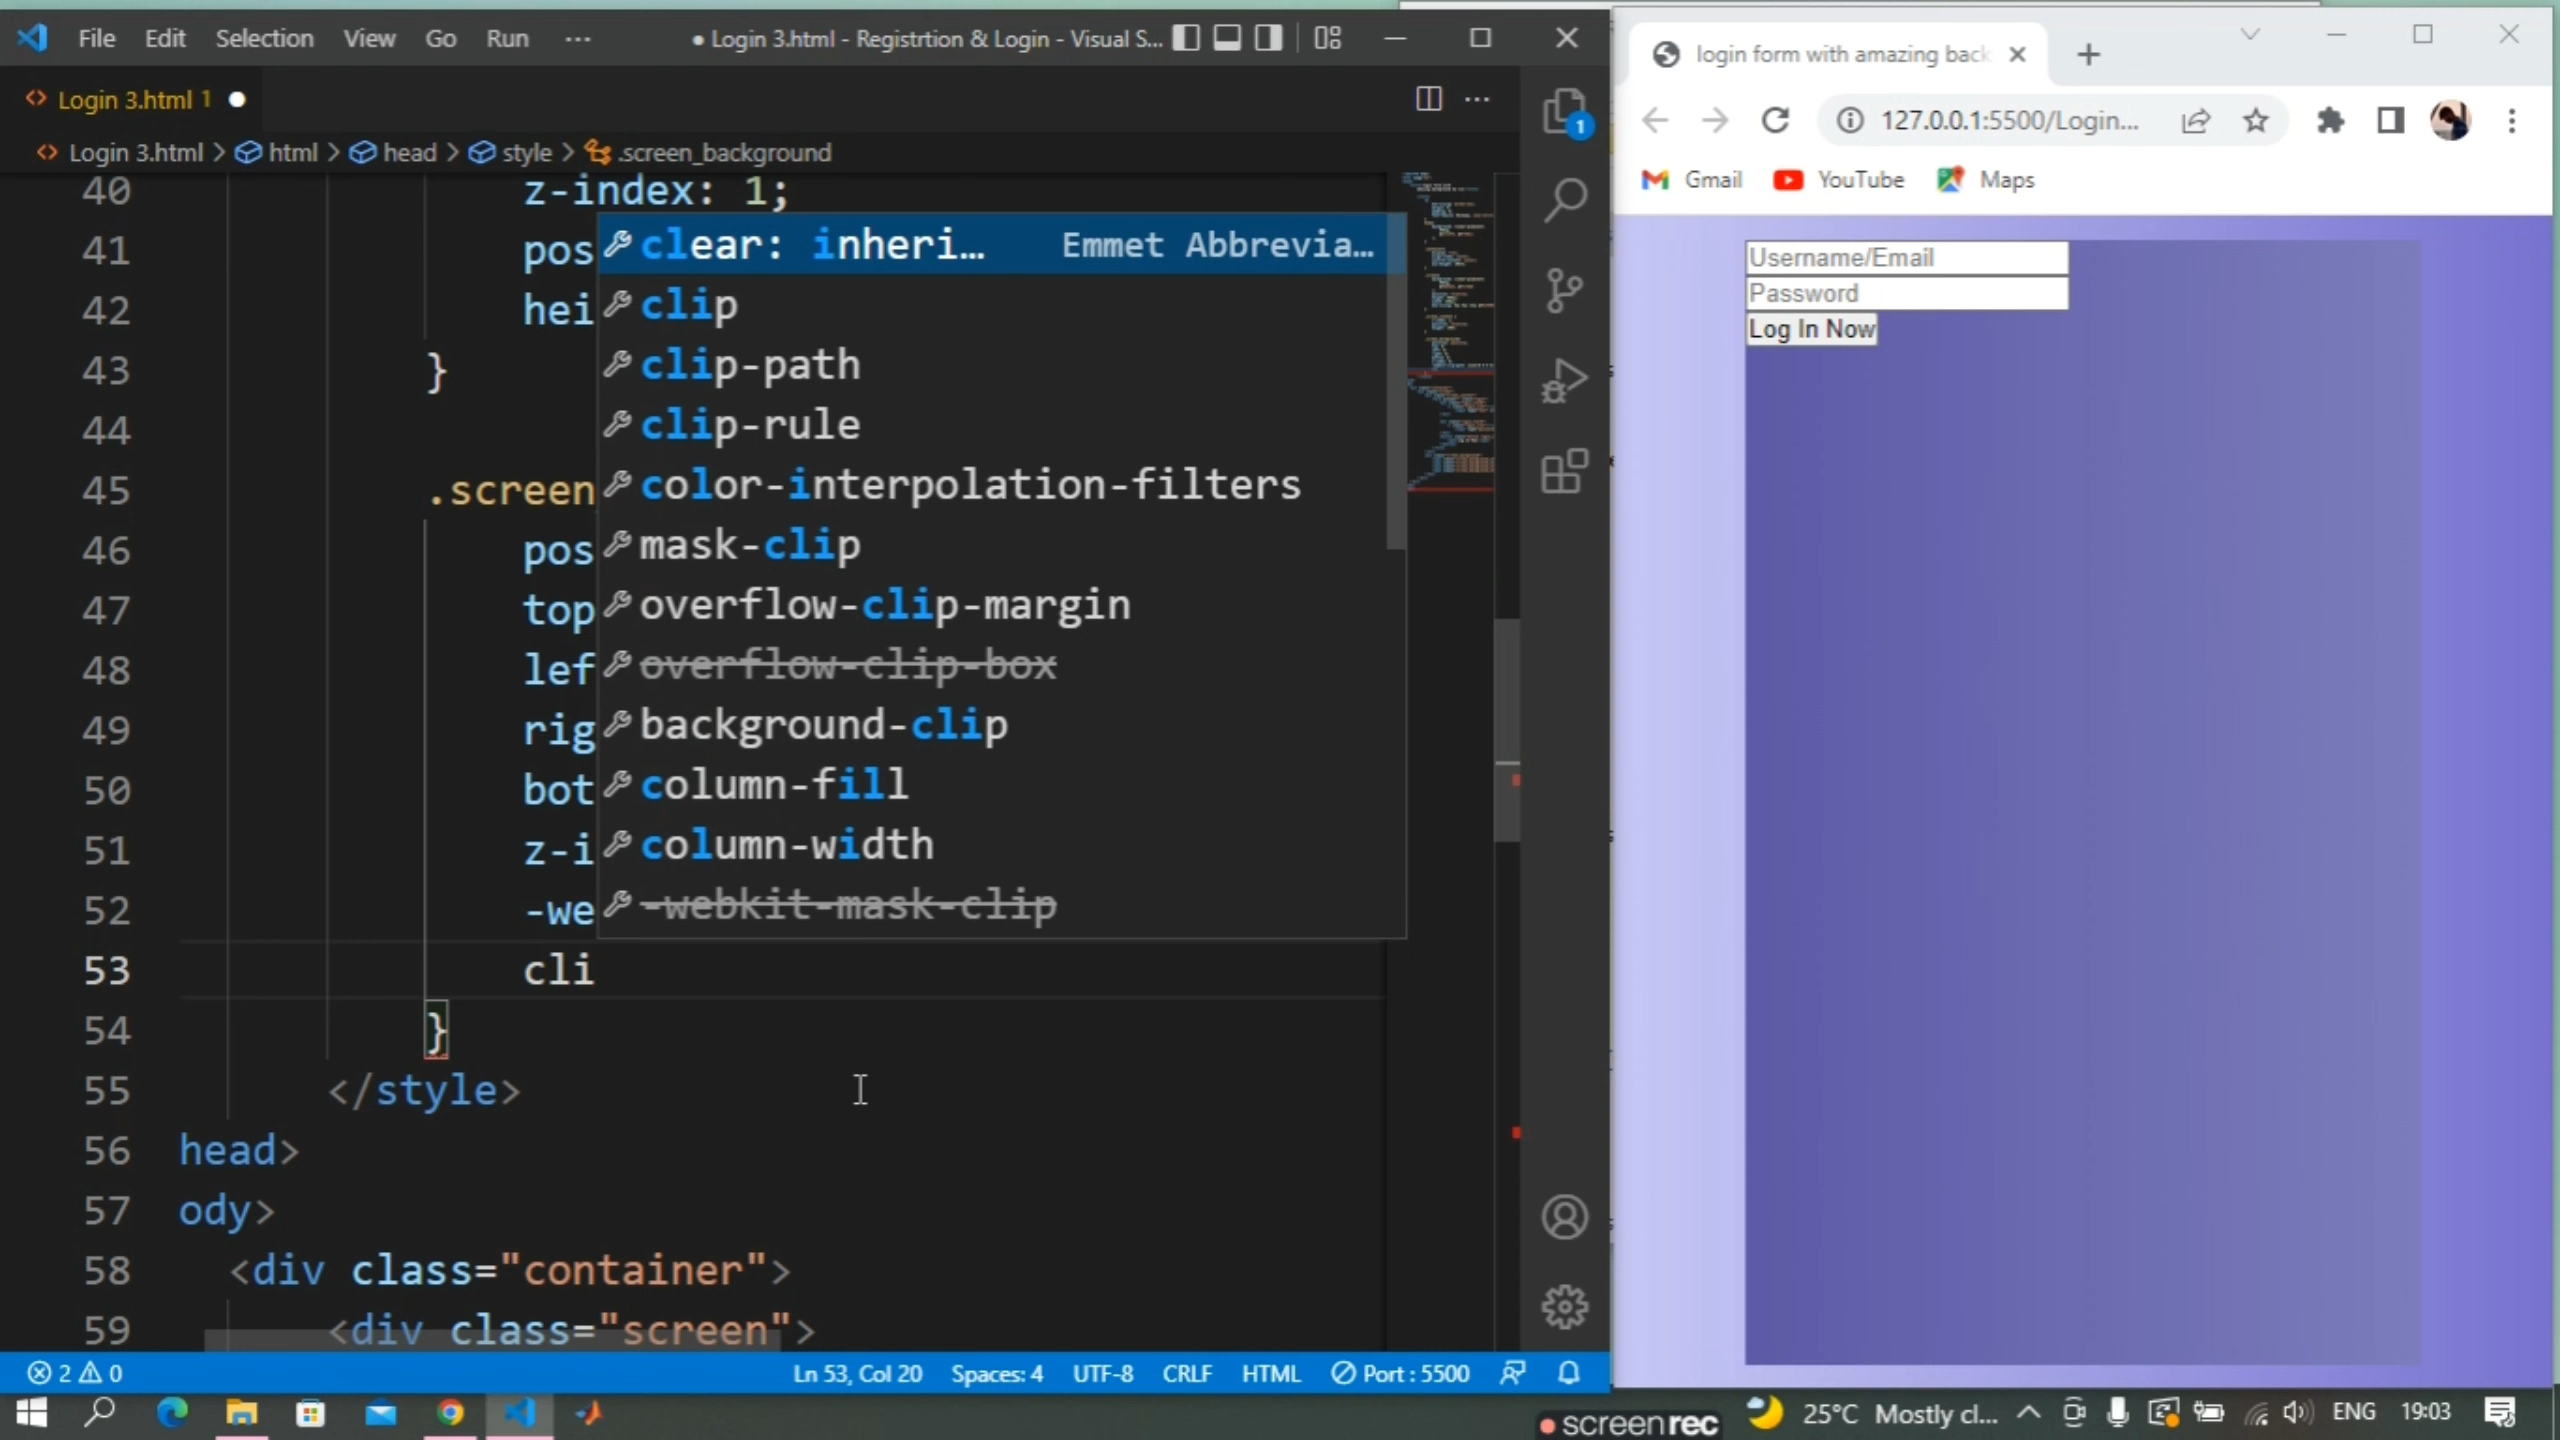 File Edit Selection View Go Run ··· ● Login 3.html - Registrtion & Login - Visual S...
Login 3.html 1
Login 3.html > html > head > style > .screen_background
40 z-index: 1;
41 pos
42 hei
43 }
44
45 .screen
46 pos
47 top
48 lef
49 rig
50 bot
51 z-i
52 -we
53 cli
54 }
55 </style>
56 head>
57 ody>
58 <div class="container">
59 <div class="screen">
clear: inheri… Emmet Abbrevia…
clip
clip-path
clip-rule
color-interpolation-filters
mask-clip
overflow-clip-margin
overflow-clip-box
background-clip
column-fill
column-width
-webkit-mask-clip
1
2 0 Ln 53, Col 20 Spaces: 4 UTF-8 CRLF HTML Port : 5500
login form with amazing back
127.0.0.1:5500/Login...
Gmail YouTube Maps
Username/Email
Password
Log In Now
screenrec
25°C Mostly cl... ENG 19:03